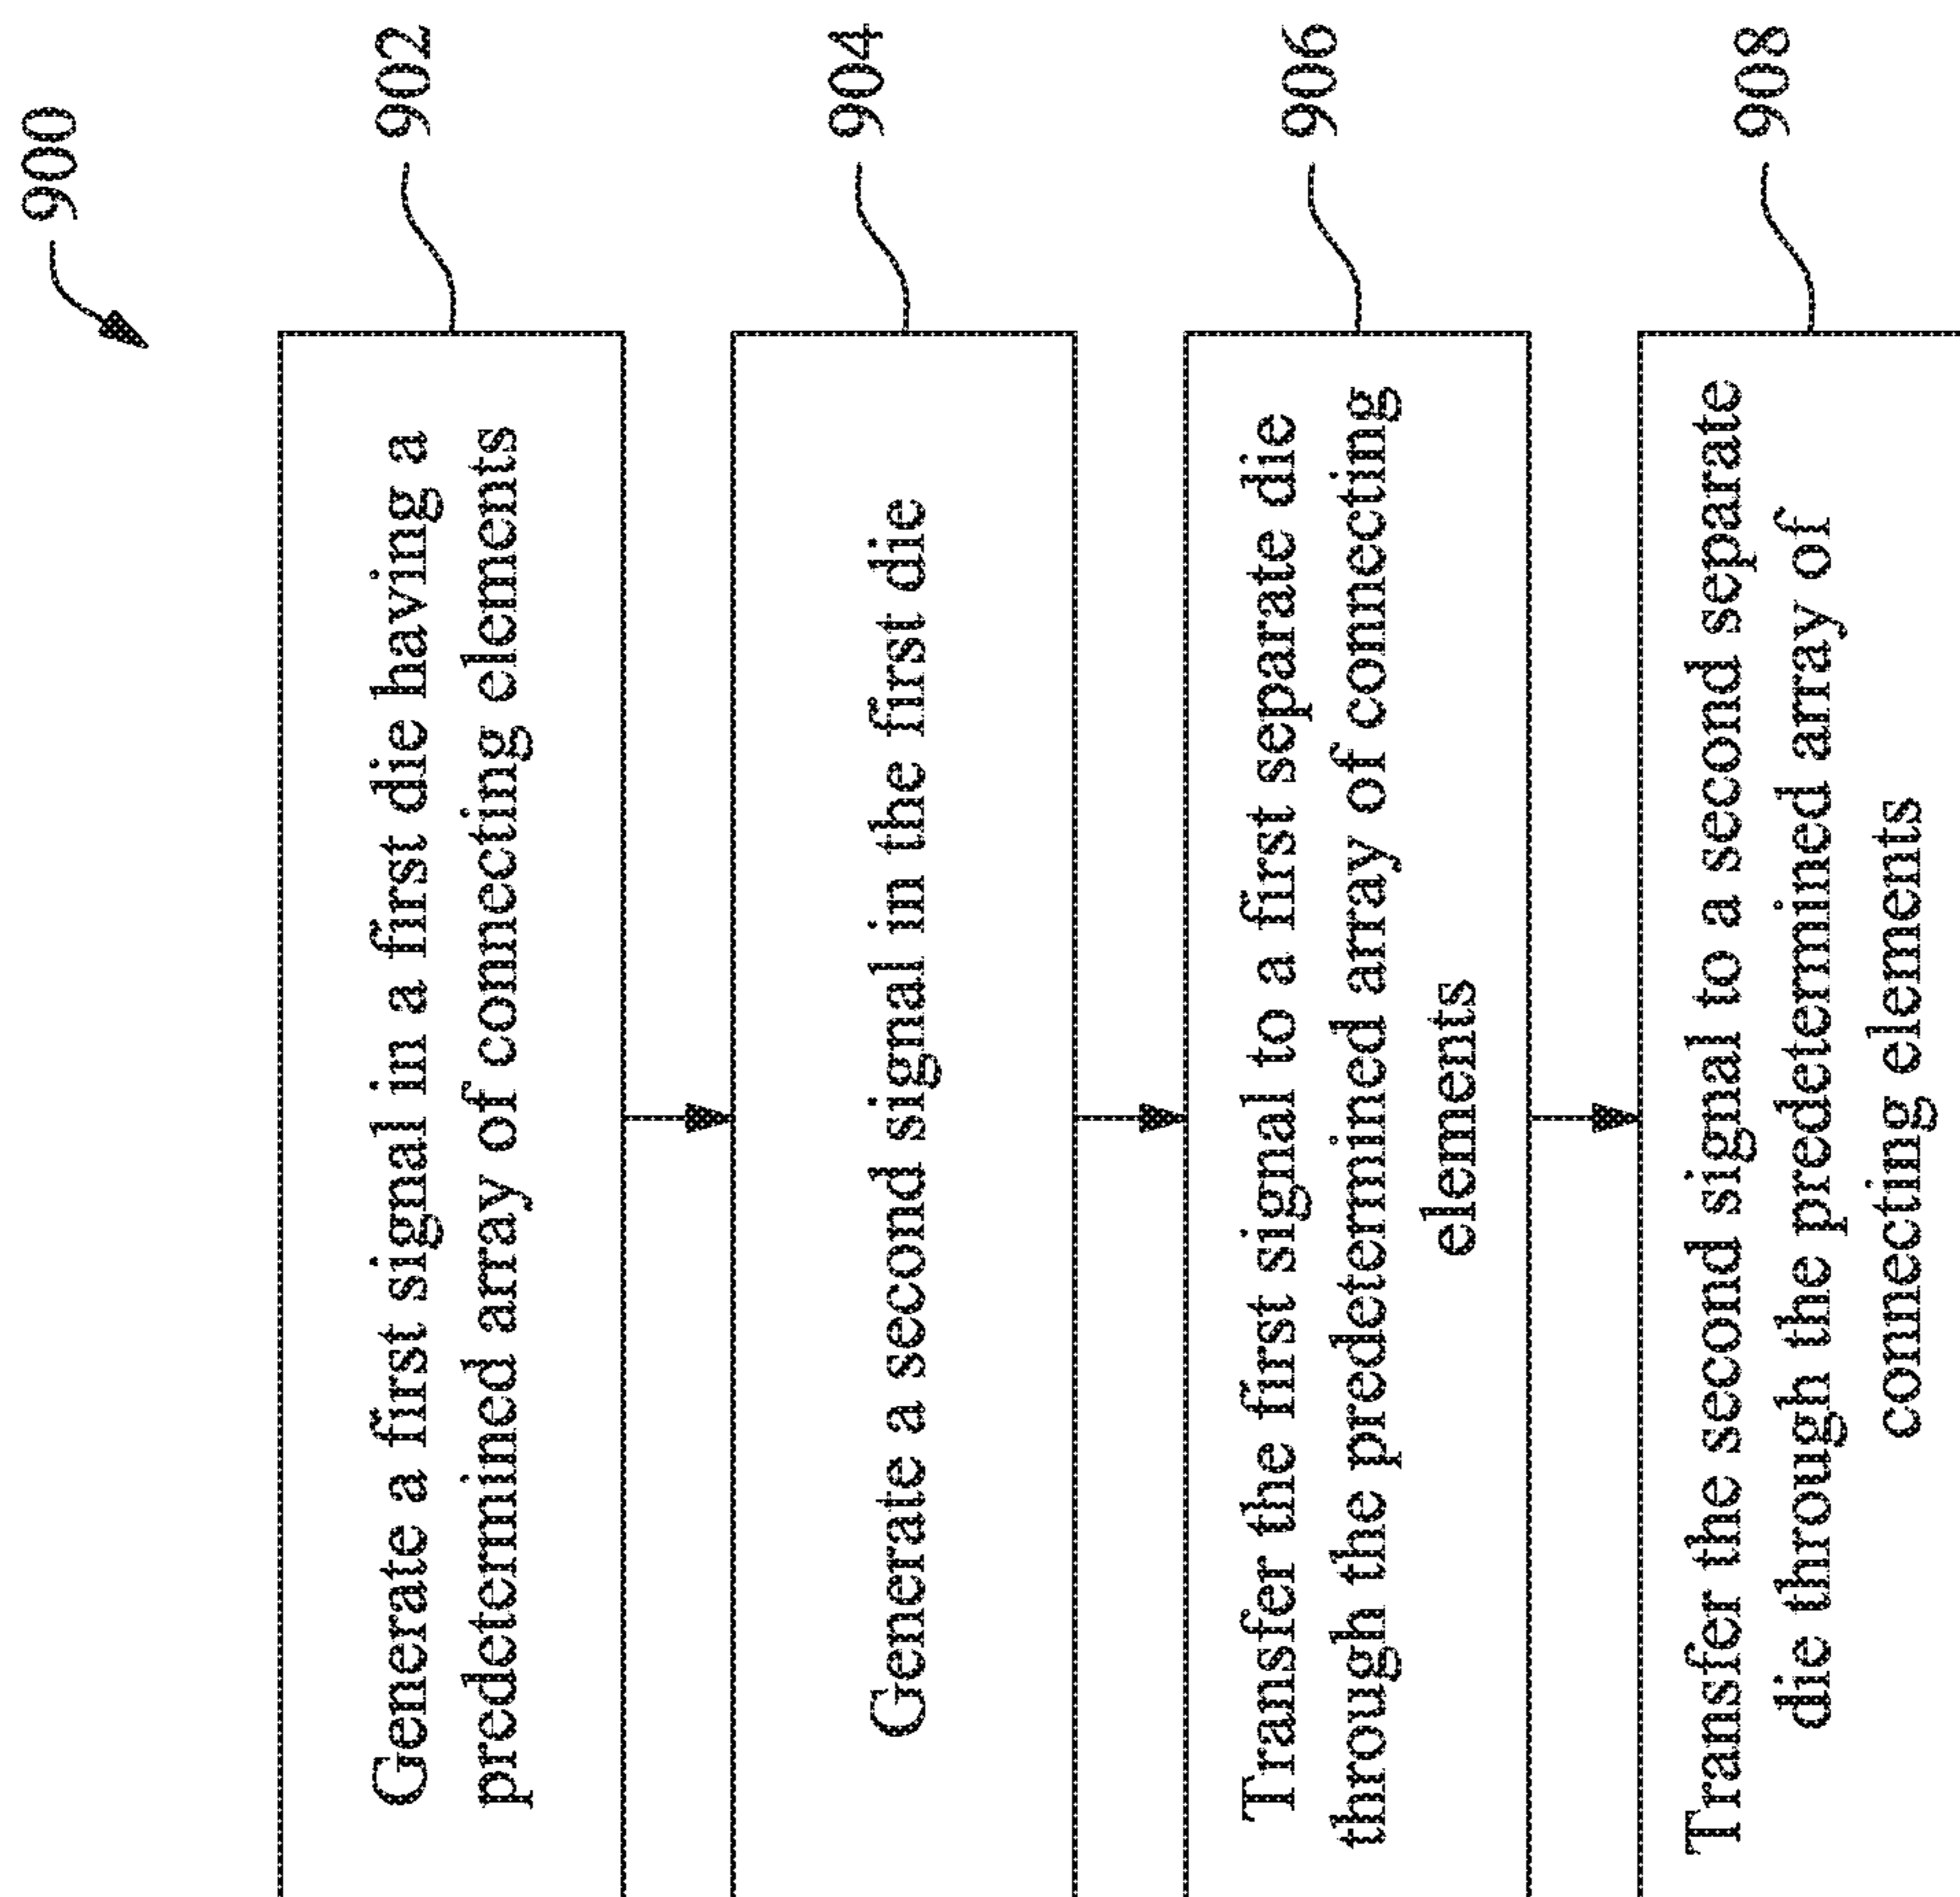 900
Generate a first signal in a first die having a
predetermined array of connecting elements
902
Generate a second signal in the first die
904
Transfer the first signal to a first separate die
through the predetermined array of connecting
elements
906
Transfer the second signal to a second separate
die through the predetermined array of
connecting elements
908